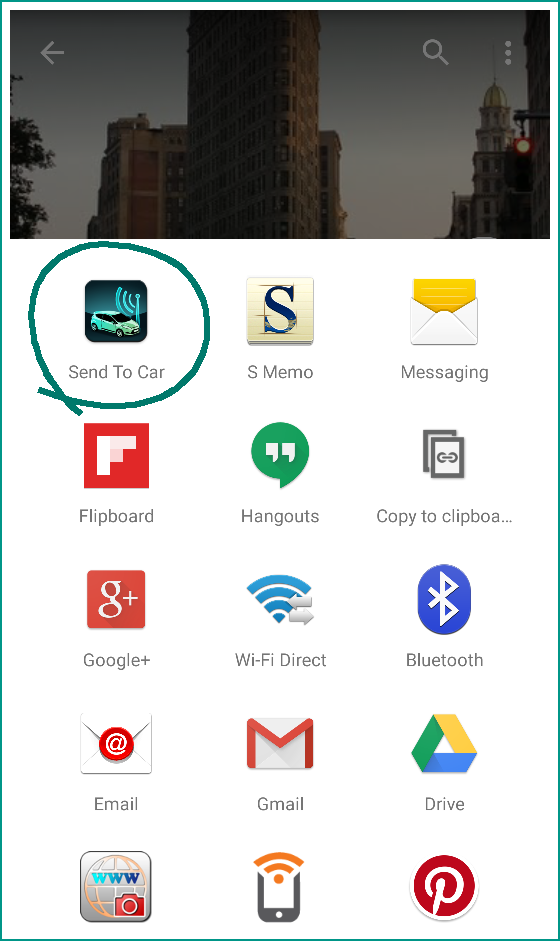 Send To Car
S
S Memo
Messaging
F
Flipboard
Hangouts
Copy to clipboa...
g+
Google+
Wi-Fi Direct
Bluetooth
@
Email
Gmail
Drive
www